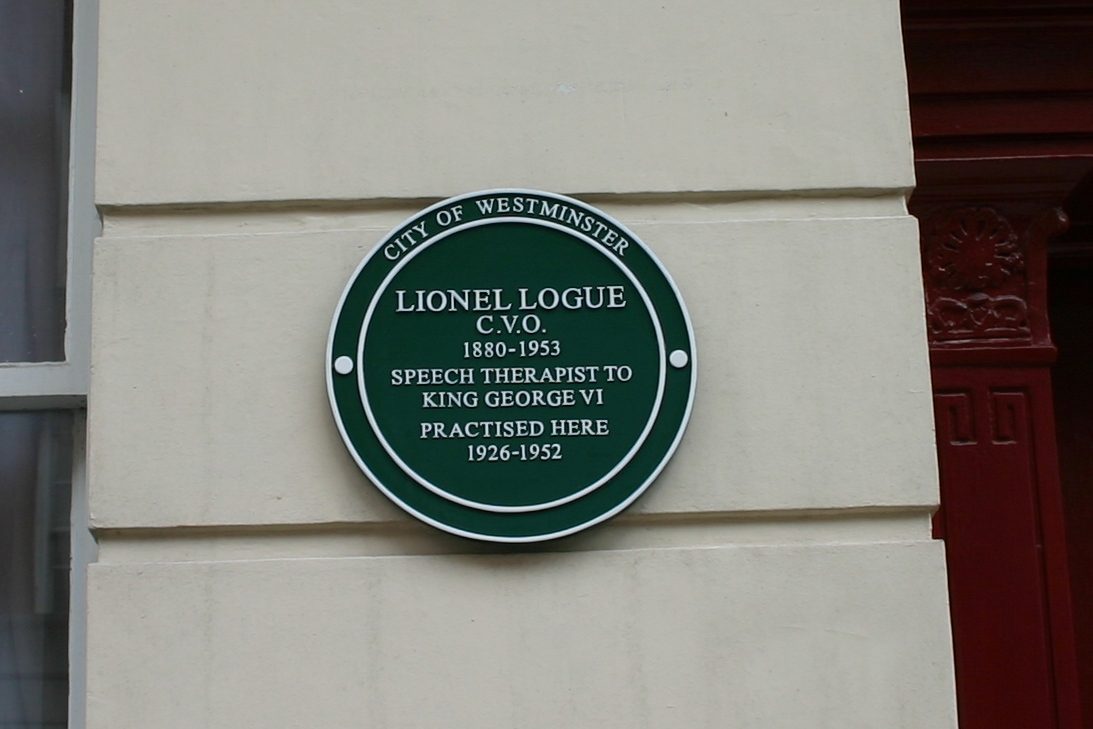 CITY OF WESTMINSTER
LIONEL LOGUE
C.V.O.
1880-1953
SPEECH THERAPIST TO
KING GEORGE VI
PRACTISED HERE
1926-1952